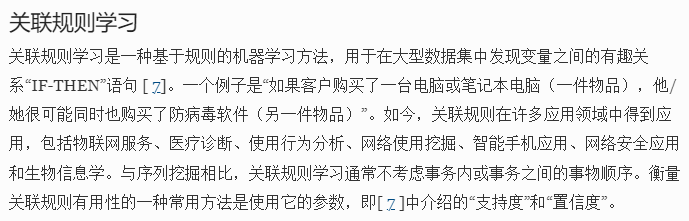 关联规则学习
关联规则学习是一种基于规则的机器学习方法，用于在大型数据集中发现变量之间的有趣关
系“IF-THEN”语句 [ 7]。一个例子是“如果客户购买了一台电脑或笔记本电脑（一件物品），他/
她很可能同时也购买了防病毒软件（另一件物品）”。如今，关联规则在许多应用领域中得到应
用，包括物联网服务、医疗诊断、使用行为分析、网络使用挖掘、智能手机应用、网络安全应用
和生物信息学。与序列挖掘相比，关联规则学习通常不考虑事务内或事务之间的事物顺序。衡量
关联规则有用性的一种常用方法是使用它的参数，即[ 7 ]中介绍的“支持度”和“置信度”。